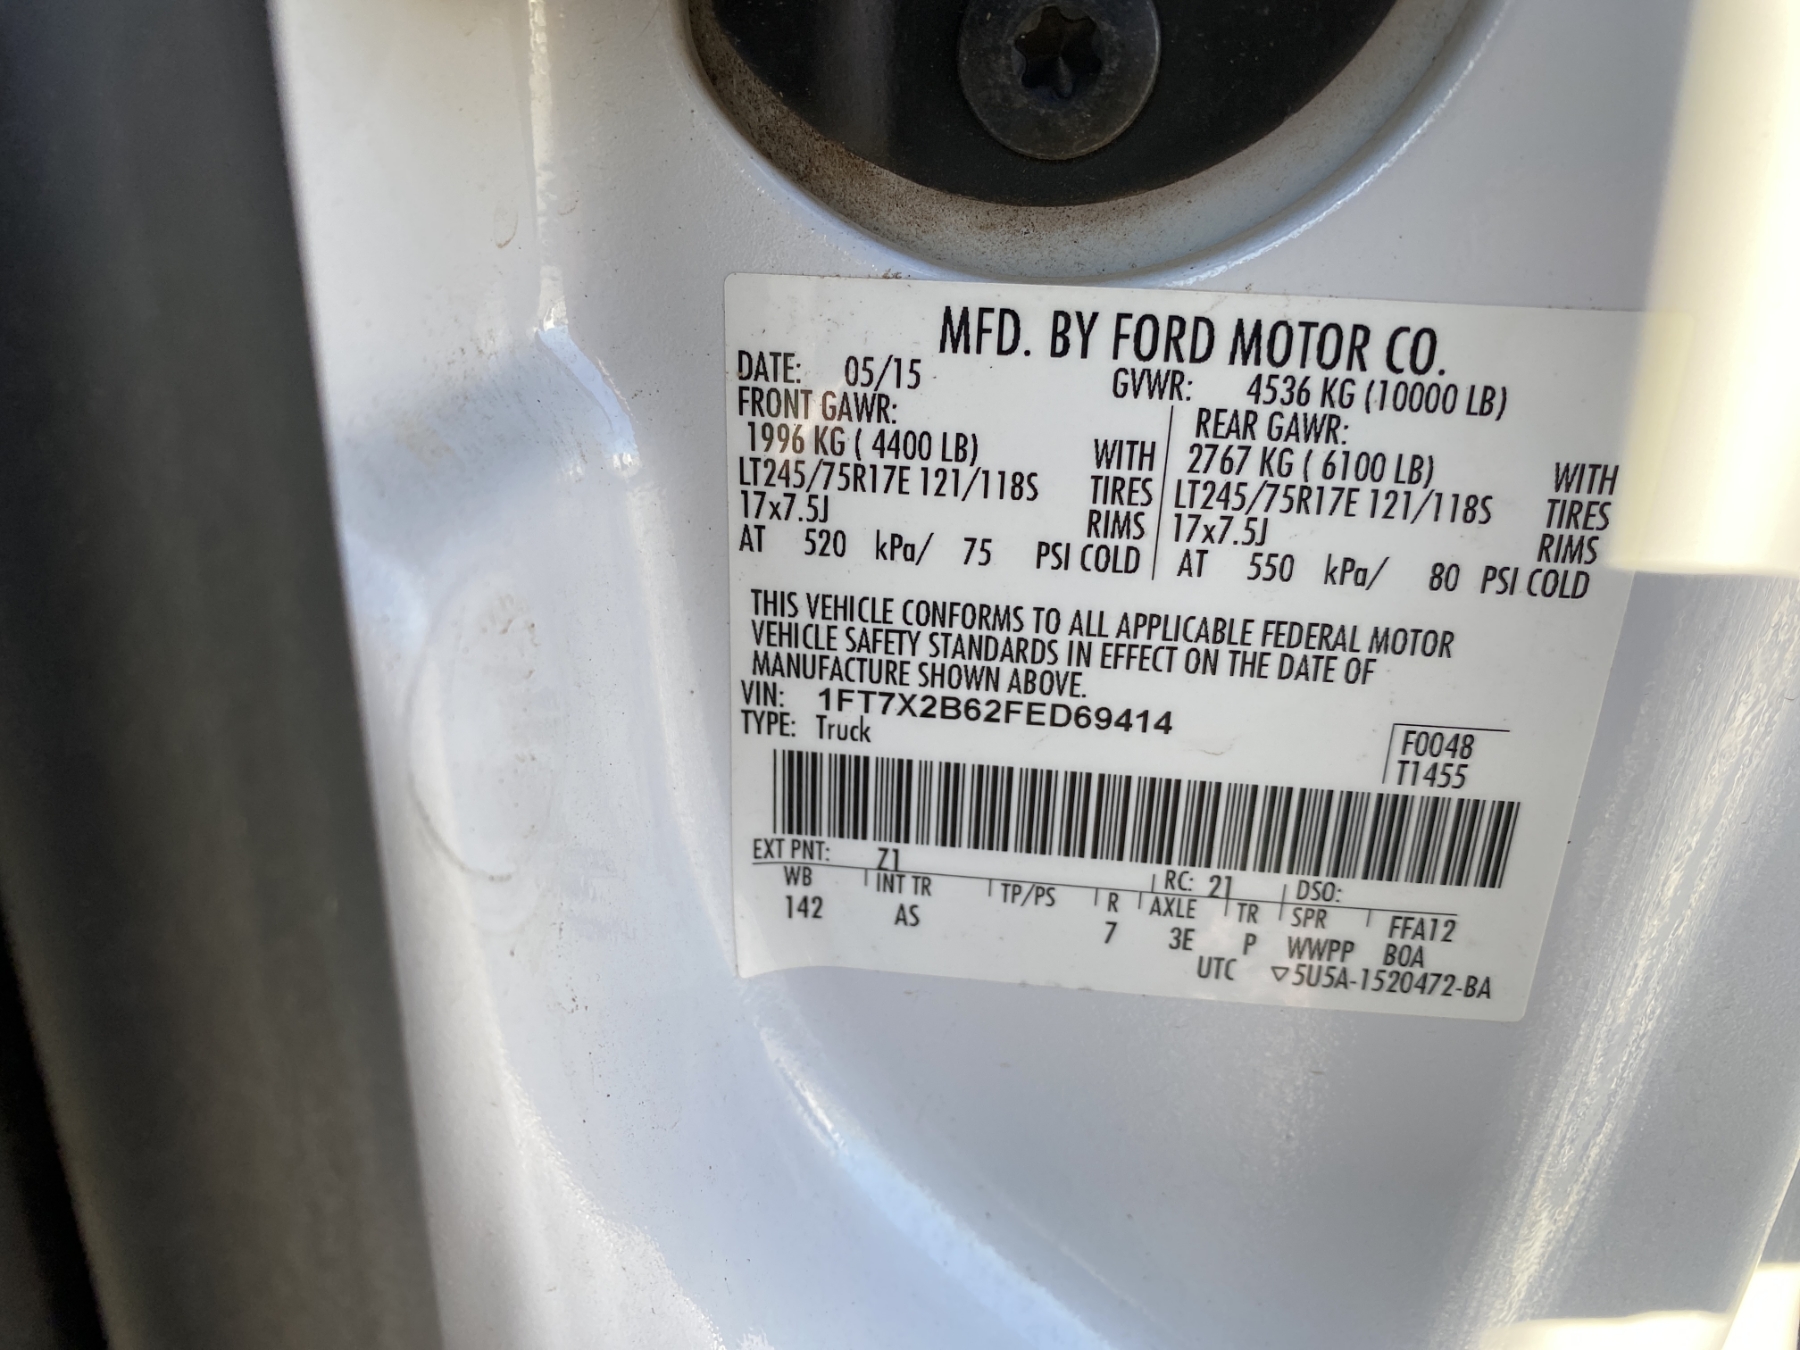 MFD. BY FORD MOTOR CO.
DATE: 05/15 GVWR: 4536 KG (10000 LB)
FRONT GAWR: REAR GAWR:
1996 KG ( 4400 LB) WITH 2767 KG ( 6100 LB) WITH
LT245/75R17E 121/118S TIRES LT245/75R17E 121/118S TIRES
17x7.5J RIMS 17x7.5J RIMS
AT 520 kPa/ 75 PSI COLD AT 550 kPa/ 80 PSI COLD
THIS VEHICLE CONFORMS TO ALL APPLICABLE FEDERAL MOTOR
VEHICLE SAFETY STANDARDS IN EFFECT ON THE DATE OF
MANUFACTURE SHOWN ABOVE.
VIN: 1FT7X2B62FED69414
TYPE: Truck
F0048
T1455
EXT PNT: Z1 RC: 21 DSO:
WB INT TR TP/PS R AXLE TR SPR FFA12
142 AS 7 3E P WWPP BOA
UTC ▽5U5A-1520472-BA